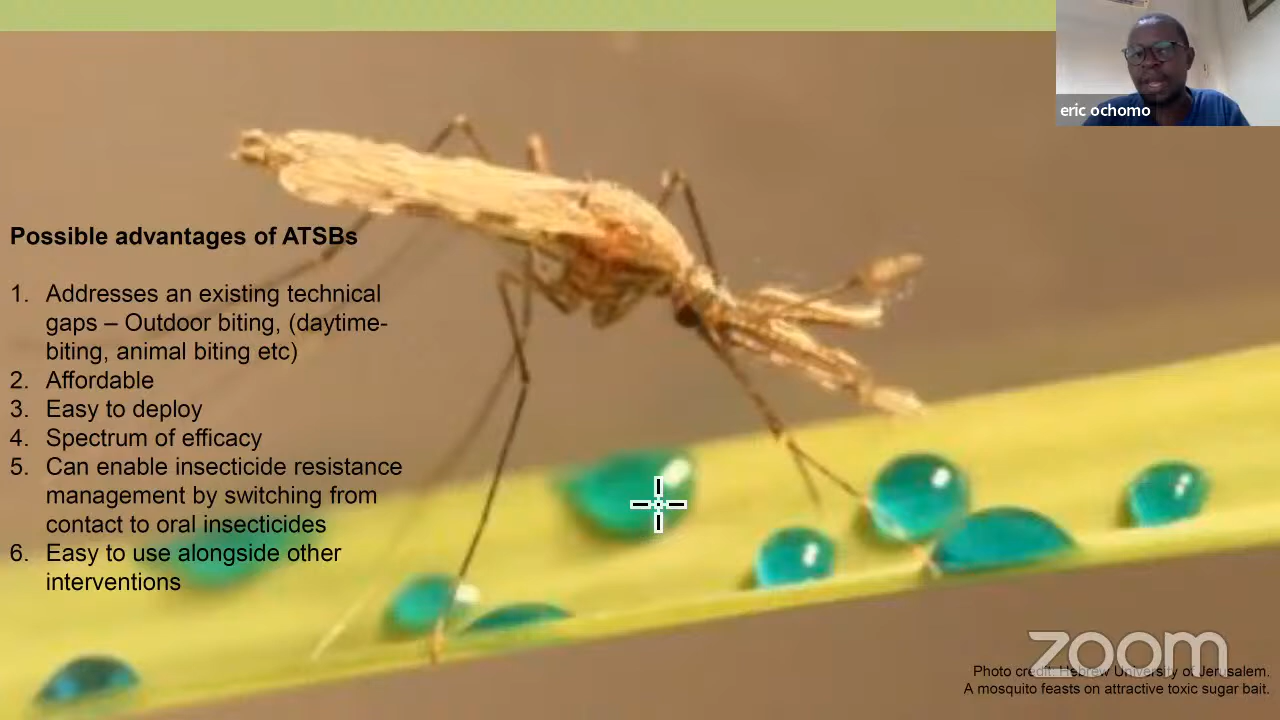 eric ochomo
Possible advantages of ATSBs
1. Addresses an existing technical
gaps – Outdoor biting, (daytime-
biting, animal biting etc)
2. Affordable
3. Easy to deploy
4. Spectrum of efficacy
5. Can enable insecticide resistance
management by switching from
contact to oral insecticides
6. Easy to use alongside other
interventions
zoom
Photo credit: Hebrew University of Jerusalem.
A mosquito feasts on attractive toxic sugar bait.